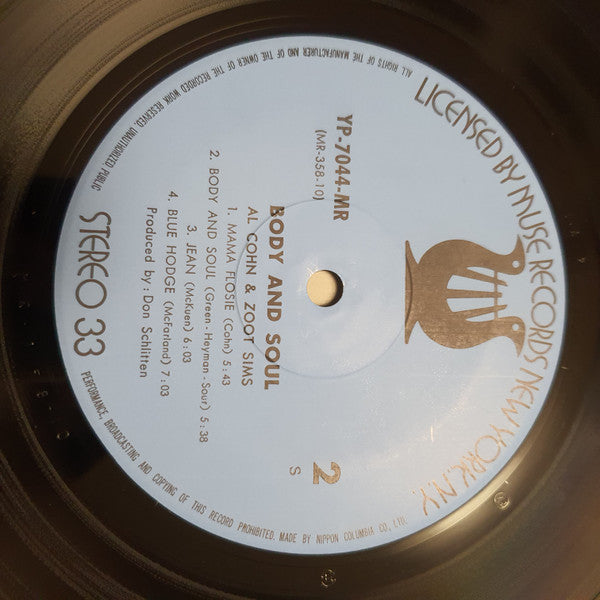 LICENSED BY MUSE RECORDS NEW YORK, N.Y.
YP-7044-MR
(MR-358-10)
2
S
BODY AND SOUL
AL COHN & ZOOT SIMS
1. MAMA FLOSIE (Cohn) 5:43
2. BODY AND SOUL (Green-Heyman-Sour) 5:38
3. JEAN (McKuen) 6:03
4. BLUE HODGE (McFarland) 7:03
Produced by: Don. Schlitten
STEREO 33
ALL RIGHTS OF THE MANUFACTURER AND OF THE OWNER OF THE RECORDED WORK RESERVED. UNAUTHORIZED PUBLIC PERFORMANCE, BROADCASTING AND COPYING OF THIS RECORD PROHIBITED. MADE BY NIPPON COLUMBIA CO., LTD.